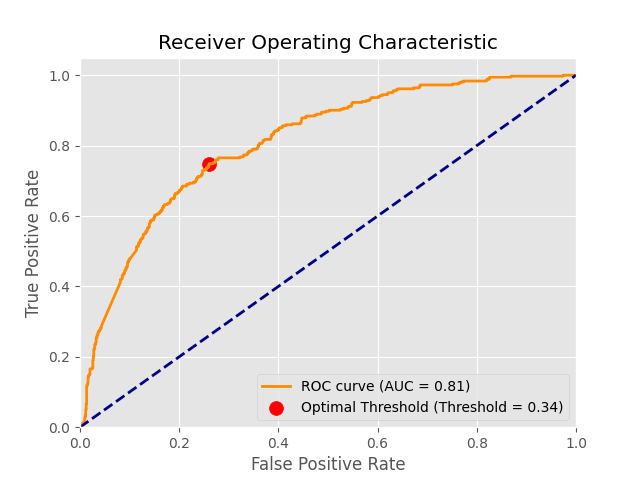 Receiver Operating Characteristic
1.0
0.8
0.6
0.4
0.2
0.0
True Positive Rate
ROC curve (AUC = 0.81)
Optimal Threshold (Threshold = 0.34)
0.0 0.2 0.4 0.6 0.8 1.0
False Positive Rate